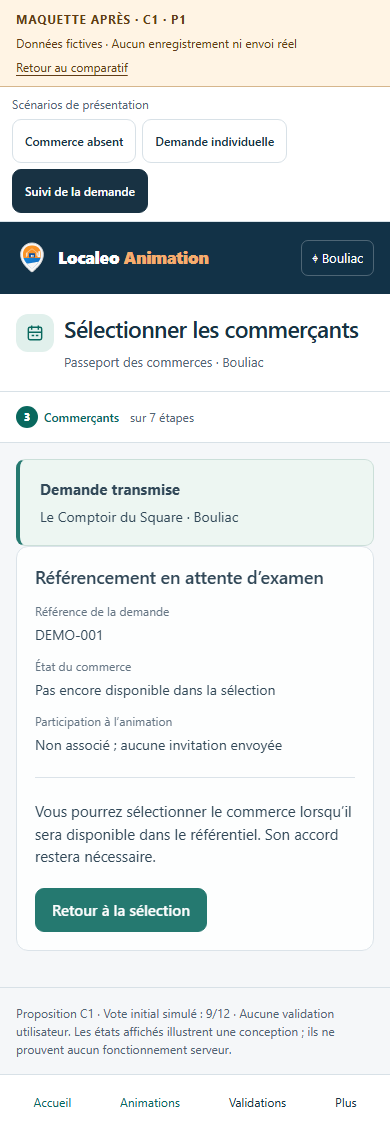 MAQUETTE APRÈS · C1 · P1
Données fictives · Aucun enregistrement ni envoi réel
Retour au comparatif
Scénarios de présentation
Commerce absent
Demande individuelle
Suivi de la demande
Localeo Animation
Bouliac
Sélectionner les commerçants
Passeport des commerces · Bouliac
3 Commerçants sur 7 étapes
Demande transmise
Le Comptoir du Square · Bouliac
Référencement en attente d’examen
Référence de la demande
DEMO-001
État du commerce
Pas encore disponible dans la sélection
Participation à l’animation
Non associé ; aucune invitation envoyée
Vous pourrez sélectionner le commerce lorsqu’il
sera disponible dans le référentiel. Son accord
restera nécessaire.
Retour à la sélection
Proposition C1 · Vote initial simulé : 9/12 · Aucune validation
utilisateur. Les états affichés illustrent une conception ; ils ne
prouvent aucun fonctionnement serveur.
Accueil
Animations
Validations
Plus